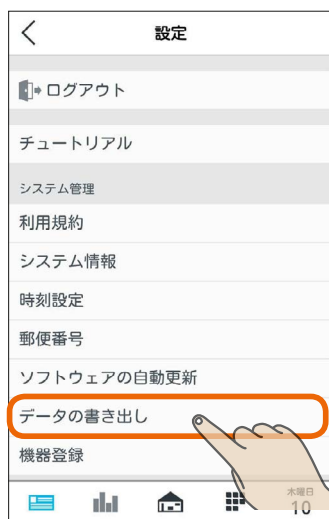 設定
ログアウト
チュートリアル
システム管理
利用規約
システム情報
時刻設定
郵便番号
ソフトウェアの自動更新
データの書き出し
機器登録
木曜日
10